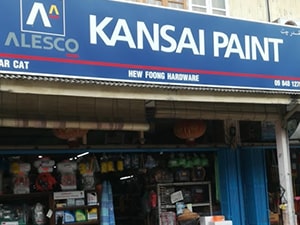 ALESCO
KANSAI PAINT
AR CAT
NEW FOONG HARDWARE